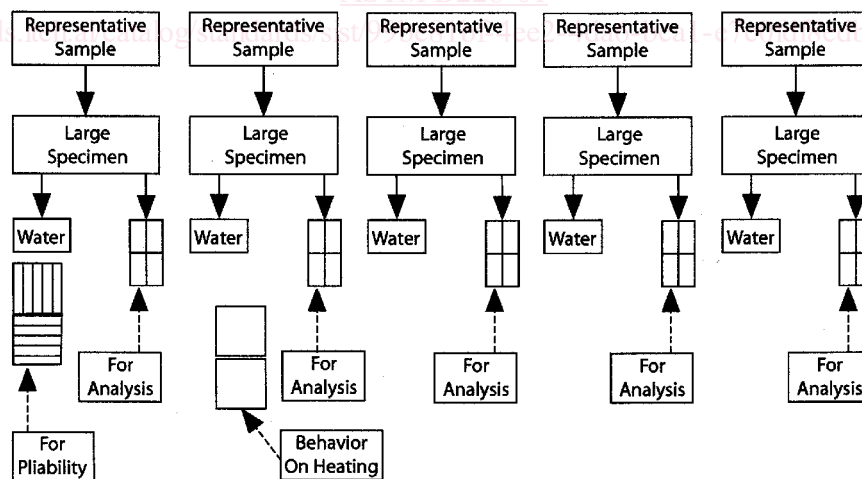 Representative
Sample
Representative
Sample
Representative
Sample
Representative
Sample
Representative
Sample
Large
Specimen
Large
Specimen
Large
Specimen
Large
Specimen
Large
Specimen
Water
Water
Water
Water
Water
For
Analysis
For
Analysis
For
Analysis
For
Analysis
For
Analysis
For
Pliability
Behavior
On Heating